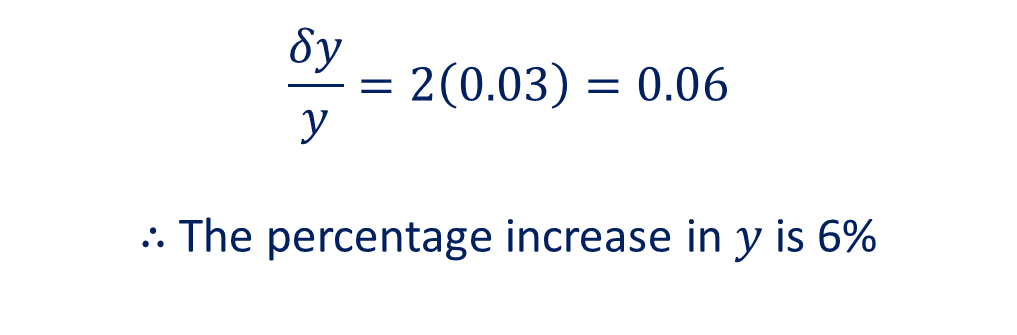 𝛿𝑦/𝑦 = 2(0.03) = 0.06
∴ The percentage increase in 𝑦 is 6%